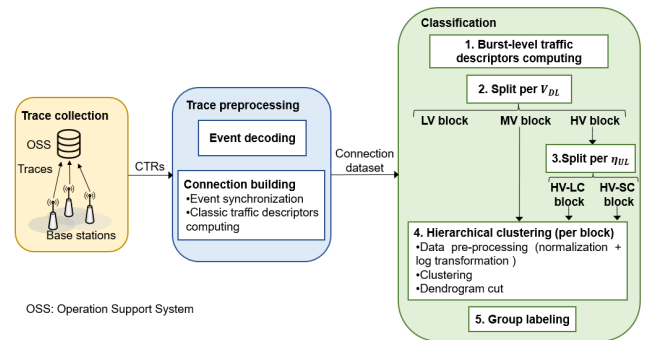 Classification
1. Burst-level traffic
descriptors computing
2. Split per V_DL
LV block
MV block
HV block
3.Split per η_UL
HV-LC
block
HV-SC
block
4. Hierarchical clustering (per block)
•Data pre-processing (normalization +
log transformation )
•Clustering
•Dendrogram cut
5. Group labeling
Trace preprocessing
Event decoding
Connection building
•Event synchronization
•Classic traffic descriptors
computing
Connection
dataset
Trace collection
OSS
Traces
Base stations
CTRs
OSS: Operation Support System